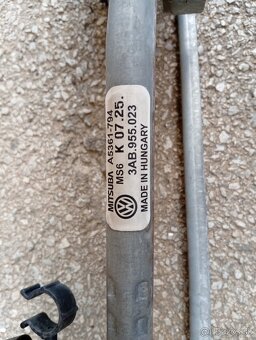 MITSUBA A5361-794
MS6 K 07.25.
3AB.955.023
MADE IN HUNGARY